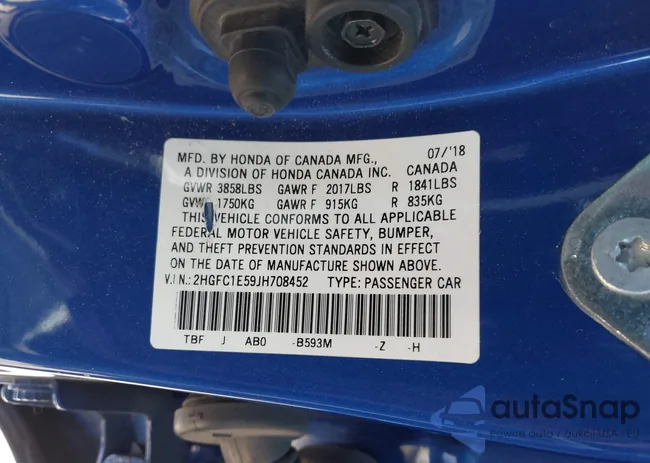 MFD. BY HONDA OF CANADA MFG., 07/'18
A DIVISION OF HONDA CANADA INC. CANADA
GVWR 3858LBS GAWR F 2017LBS R 1841LBS
GVWR 1750KG GAWR F 915KG R 835KG
THIS VEHICLE CONFORMS TO ALL APPLICABLE
FEDERAL MOTOR VEHICLE SAFETY, BUMPER,
AND THEFT PREVENTION STANDARDS IN EFFECT
ON THE DATE OF MANUFACTURE SHOWN ABOVE.
V.I.N.: 2HGFC1E59JH708452 TYPE: PASSENGER CAR
TBF J AB0 -B593M -Z -H
autaSnap